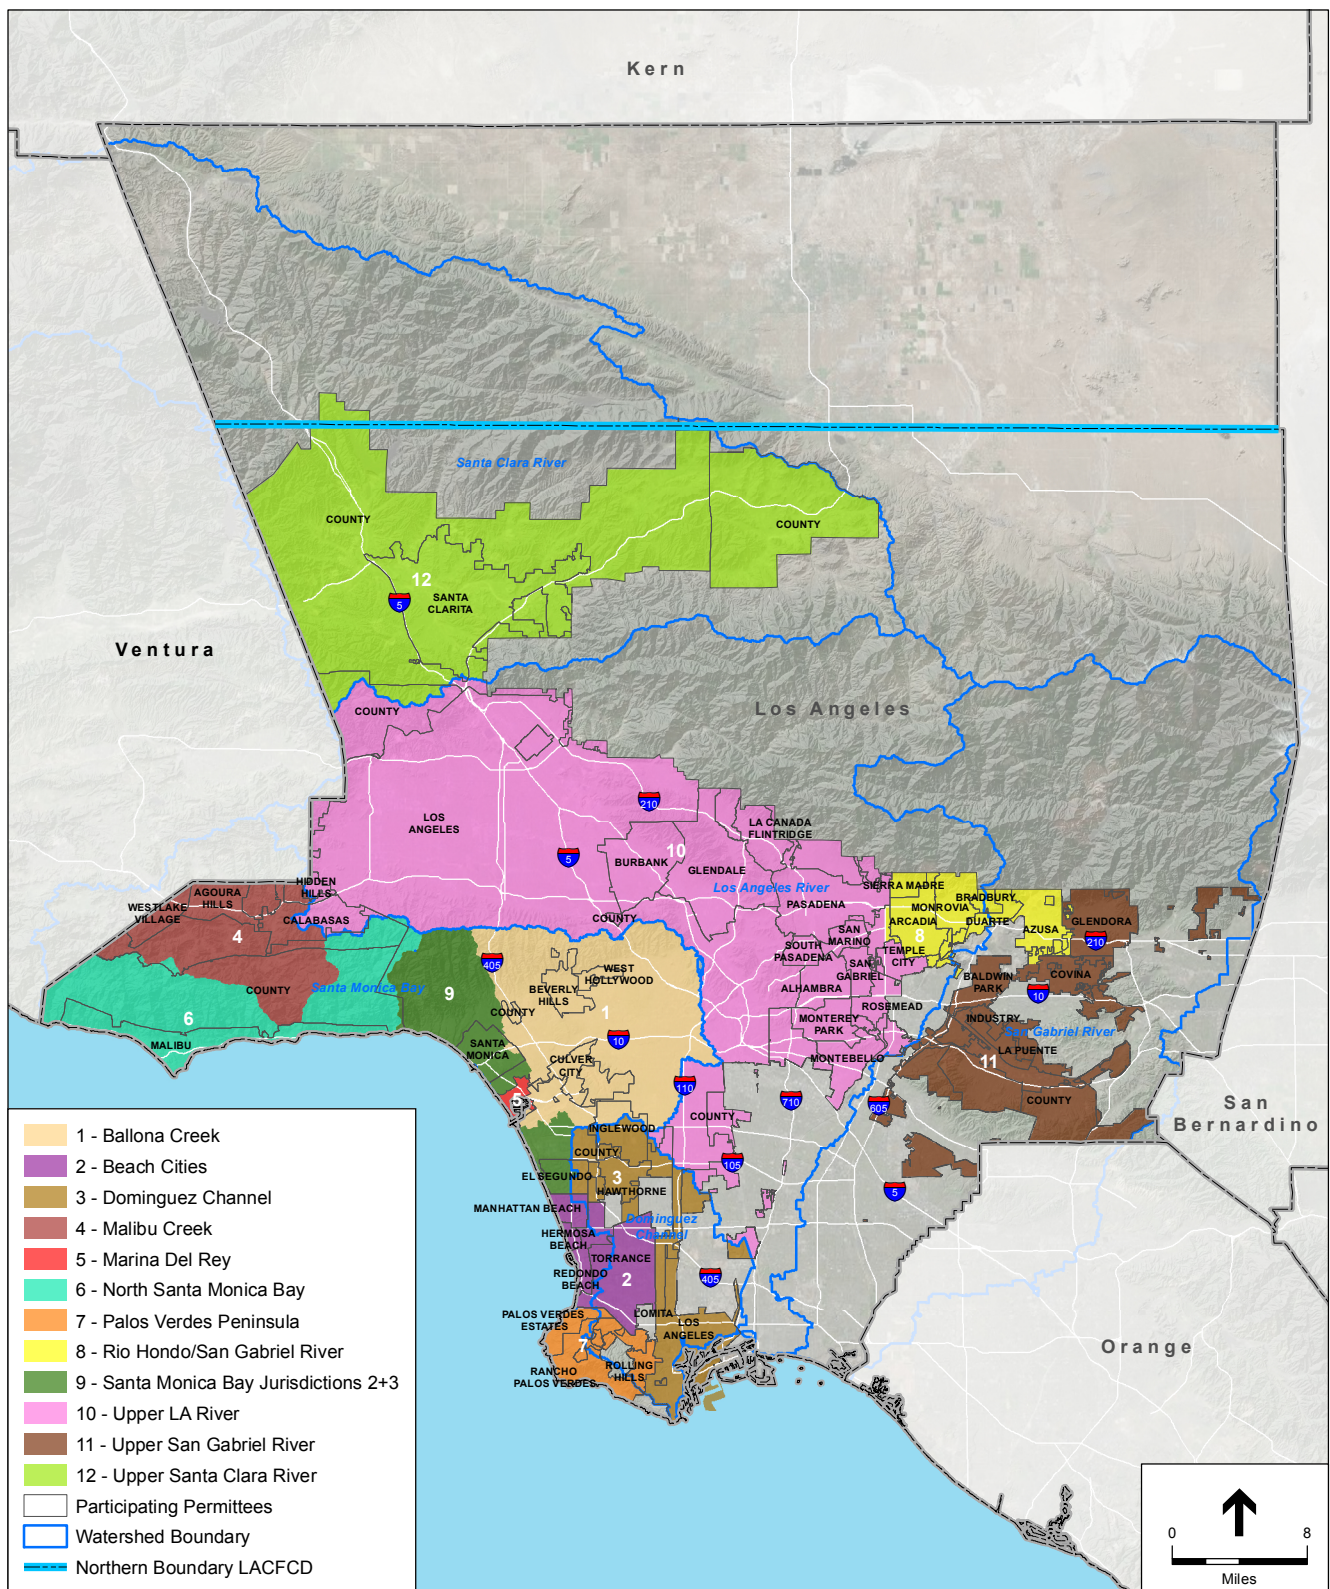 Kern
Santa Clara River
COUNTY
COUNTY
12
SANTA
CLARITA
5
Ventura
COUNTY
Los Angeles
210
LOS
ANGELES
LA CANADA
FLINTRIDGE
10
5
BURBANK
GLENDALE
Los Angeles River
SIERRA MADRE
HIDDEN
HILLS
AGOURA
HILLS
WESTLAKE
VILLAGE
CALABASAS
COUNTY
PASADENA
BRADBURY
MONROVIA
ARCADIA
DUARTE
AZUSA
GLENDORA
8
210
4
SAN
MARINO
SOUTH
PASADENA
TEMPLE
CITY
SAN
GABRIEL
405
WEST
HOLLYWOOD
BEVERLY
HILLS
ALHAMBRA
BALDWIN
PARK
COVINA
10
COUNTY
Santa Monica Bay
9
COUNTY
1
ROSEMEAD
MONTEREY
PARK
INDUSTRY
San Gabriel River
6
MALIBU
SANTA
MONICA
10
CULVER
CITY
MONTEBELLO
LA PUENTE
11
110
COUNTY
710
605
COUNTY
5
San
Bernardino
INGLEWOOD
COUNTY
105
EL SEGUNDO
3
HAWTHORNE
5
MANHATTAN BEACH
Dominguez
Channel
HERMOSA
BEACH
TORRANCE
REDONDO
BEACH
2
405
PALOS VERDES
ESTATES
LOMITA
LOS
ANGELES
7
ROLLING
HILLS
RANCHO
PALOS VERDES
Orange
1 - Ballona Creek
2 - Beach Cities
3 - Dominguez Channel
4 - Malibu Creek
5 - Marina Del Rey
6 - North Santa Monica Bay
7 - Palos Verdes Peninsula
8 - Rio Hondo/San Gabriel River
9 - Santa Monica Bay Jurisdictions 2+3
10 - Upper LA River
11 - Upper San Gabriel River
12 - Upper Santa Clara River
Participating Permittees
Watershed Boundary
Northern Boundary LACFCD
0 8
Miles